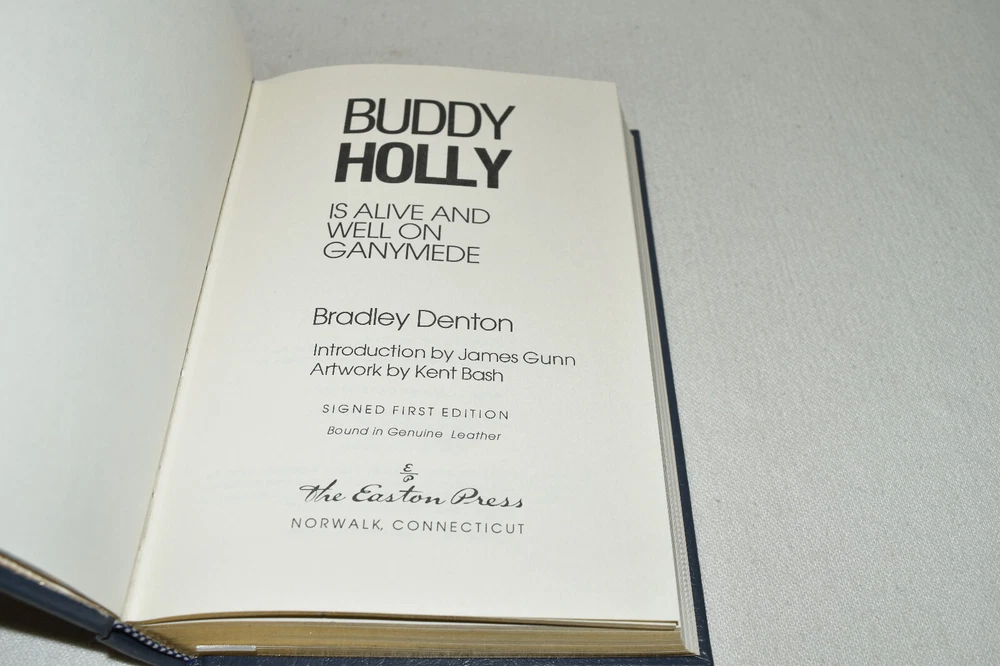 BUDDY
HOLLY
IS ALIVE AND
WELL ON
GANYMEDE
Bradley Denton
Introduction by James Gunn
Artwork by Kent Bash
SIGNED FIRST EDITION
Bound in Genuine Leather
E
P
the Easton Press
NORWALK, CONNECTICUT